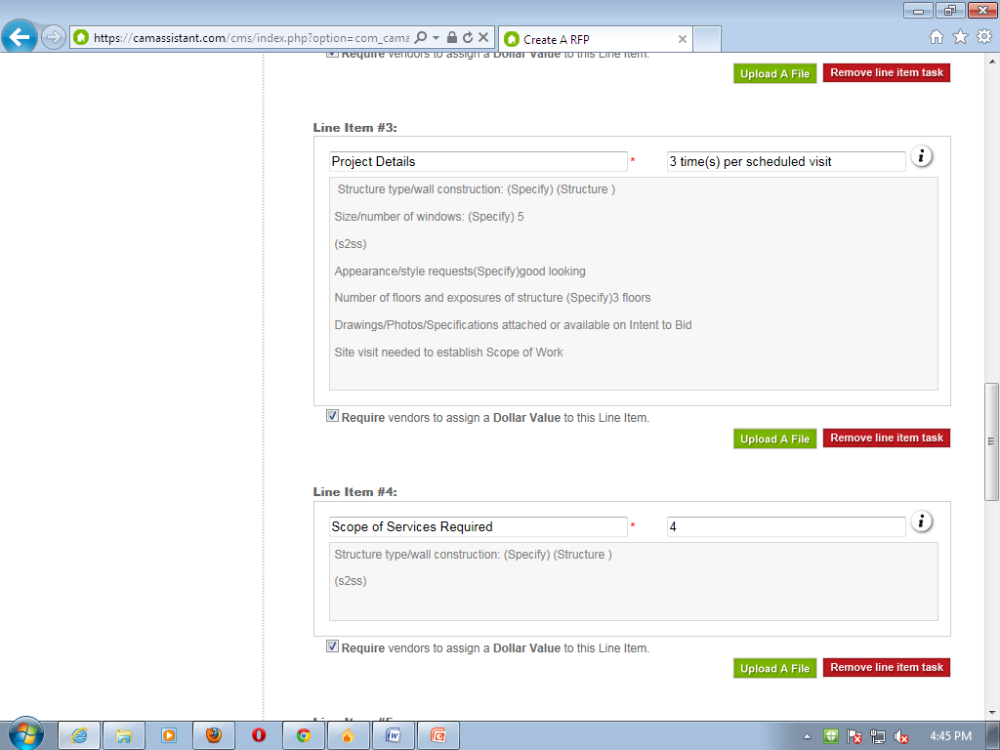 https://camassistant.com/cms/index.php?option=com_cama
Create A RFP
Require vendors to assign a Dollar Value to this Line Item.
Upload A File
Remove line item task
Line Item #3:
Project Details
*
3 time(s) per scheduled visit
i
Structure type/wall construction: (Specify) (Structure )
Size/number of windows: (Specify) 5
(s2ss)
Appearance/style requests(Specify)good looking
Number of floors and exposures of structure (Specify)3 floors
Drawings/Photos/Specifications attached or available on Intent to Bid
Site visit needed to establish Scope of Work
Require vendors to assign a Dollar Value to this Line Item.
Upload A File
Remove line item task
Line Item #4:
Scope of Services Required
*
4
i
Structure type/wall construction: (Specify) (Structure )
(s2ss)
Require vendors to assign a Dollar Value to this Line Item.
Upload A File
Remove line item task
Line Item #5
4:45 PM